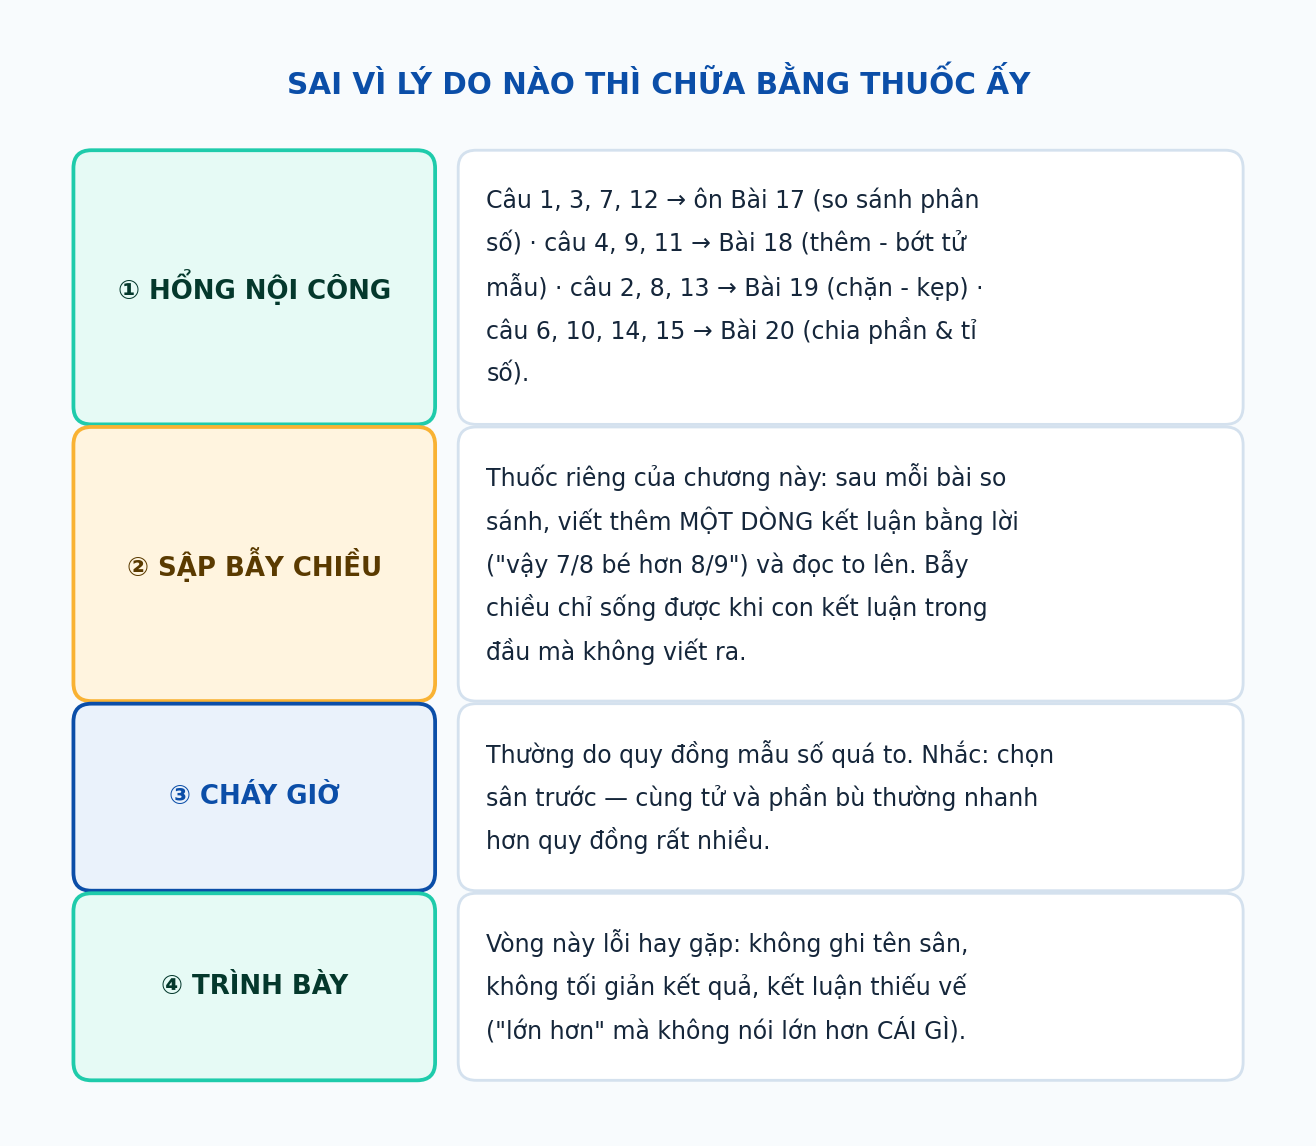 SAI VÌ LÝ DO NÀO THÌ CHỮA BẰNG THUỐC ẤY
① HỔNG NỘI CÔNG
Câu 1, 3, 7, 12 → ôn Bài 17 (so sánh phân
số) · câu 4, 9, 11 → Bài 18 (thêm - bớt tử
mẫu) · câu 2, 8, 13 → Bài 19 (chặn - kẹp) ·
câu 6, 10, 14, 15 → Bài 20 (chia phần & tỉ
số).
② SẬP BẪY CHIỀU
Thuốc riêng của chương này: sau mỗi bài so
sánh, viết thêm MỘT DÒNG kết luận bằng lời
("vậy 7/8 bé hơn 8/9") và đọc to lên. Bẫy
chiều chỉ sống được khi con kết luận trong
đầu mà không viết ra.
③ CHÁY GIỜ
Thường do quy đồng mẫu số quá to. Nhắc: chọn
sân trước — cùng tử và phần bù thường nhanh
hơn quy đồng rất nhiều.
④ TRÌNH BÀY
Vòng này lỗi hay gặp: không ghi tên sân,
không tối giản kết quả, kết luận thiếu vế
("lớn hơn" mà không nói lớn hơn CÁI GÌ).